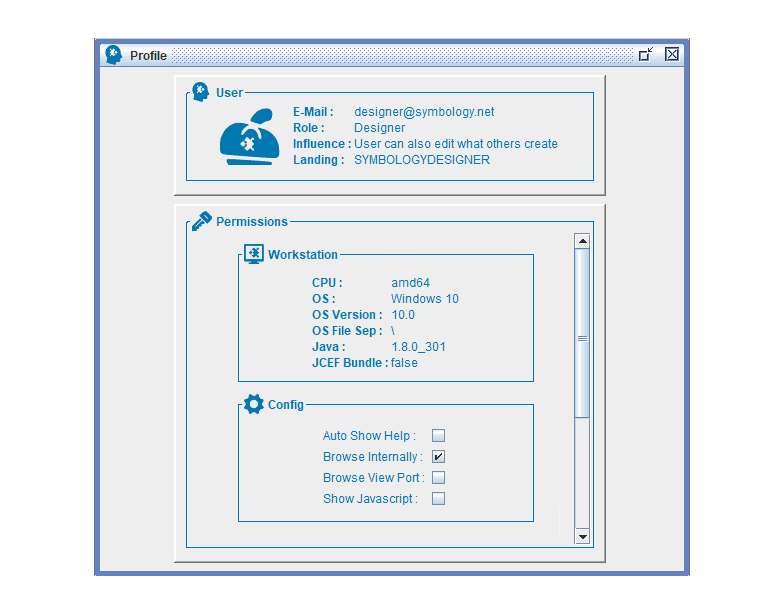 Profile
User
E-Mail : designer@symbology.net
Role : Designer
Influence : User can also edit what others create
Landing : SYMBOLOGYDESIGNER
Permissions
Workstation
CPU : amd64
OS : Windows 10
OS Version : 10.0
OS File Sep : \
Java : 1.8.0_301
JCEF Bundle : false
Config
Auto Show Help :
Browse Internally :
Browse View Port :
Show Javascript :